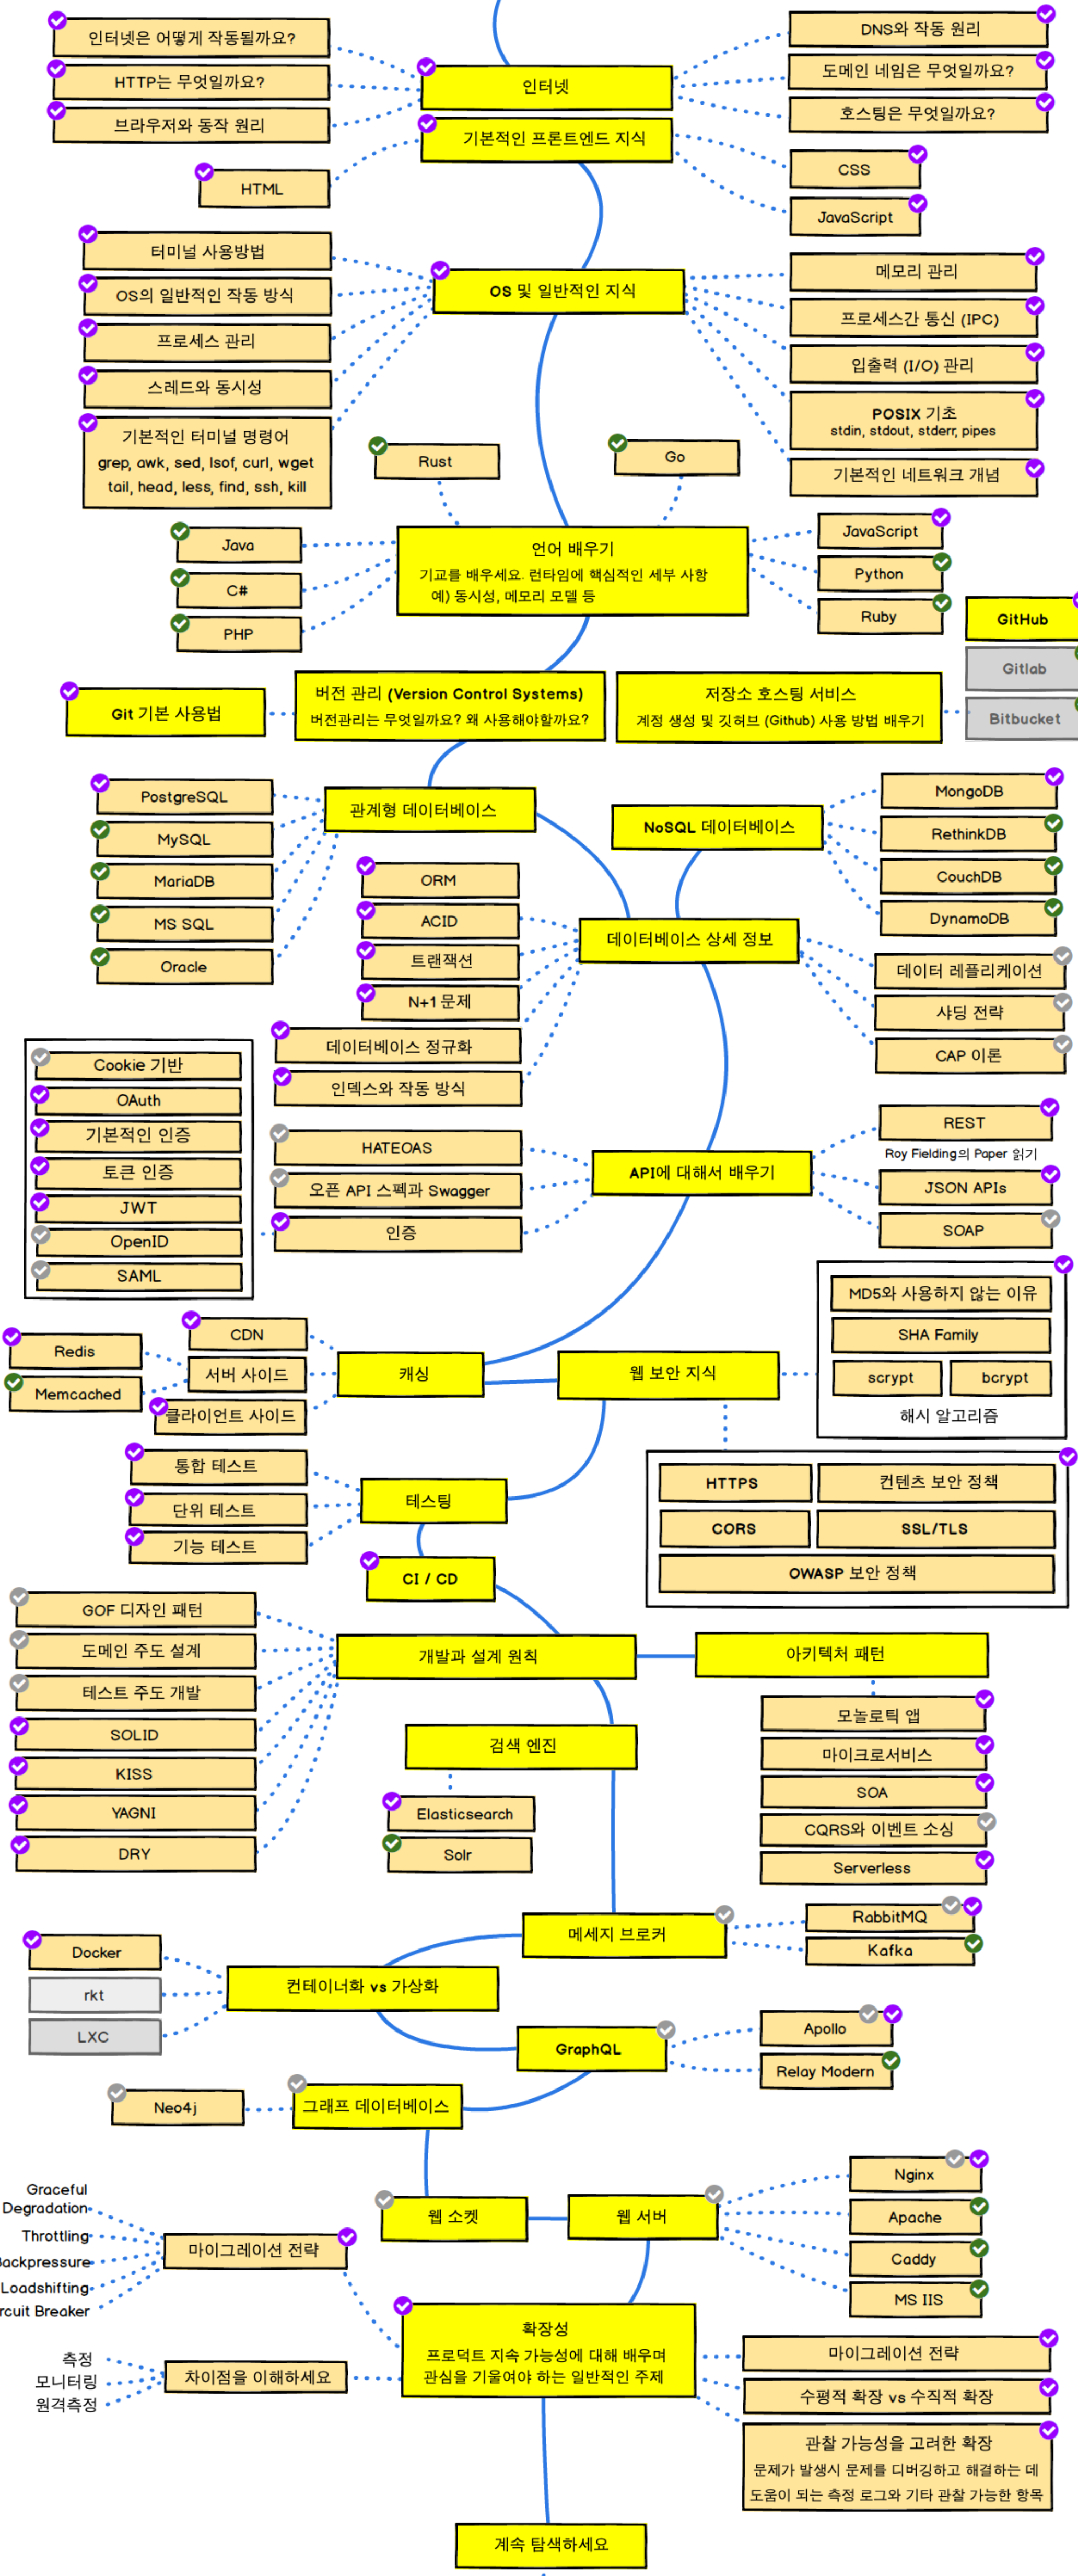 인터넷은 어떻게 작동될까요?
HTTP는 무엇일까요?
브라우저와 동작 원리
인터넷
DNS와 작동 원리
도메인 네임은 무엇일까요?
호스팅은 무엇일까요?
기본적인 프론트엔드 지식
HTML
CSS
JavaScript
터미널 사용방법
OS의 일반적인 작동 방식
프로세스 관리
스레드와 동시성
기본적인 터미널 명령어
grep, awk, sed, lsof, curl, wget
tail, head, less, find, ssh, kill
OS 및 일반적인 지식
메모리 관리
프로세스간 통신 (IPC)
입출력 (I/O) 관리
POSIX 기초
stdin, stdout, stderr, pipes
기본적인 네트워크 개념
Rust
Go
Java
C#
PHP
언어 배우기
기교를 배우세요. 런타임에 핵심적인 세부 사항
예) 동시성, 메모리 모델 등
JavaScript
Python
Ruby
GitHub
Gitlab
Bitbucket
Git 기본 사용법
버전 관리 (Version Control Systems)
버전관리는 무엇일까요? 왜 사용해야할까요?
저장소 호스팅 서비스
계정 생성 및 깃허브 (Github) 사용 방법 배우기
PostgreSQL
MySQL
MariaDB
MS SQL
Oracle
관계형 데이터베이스
NoSQL 데이터베이스
MongoDB
RethinkDB
CouchDB
DynamoDB
ORM
ACID
트랜잭션
N+1 문제
데이터베이스 정규화
인덱스와 작동 방식
데이터베이스 상세 정보
데이터 레플리케이션
샤딩 전략
CAP 이론
Cookie 기반
OAuth
기본적인 인증
토큰 인증
JWT
OpenID
SAML
HATEOAS
오픈 API 스펙과 Swagger
인증
API에 대해서 배우기
REST
Roy Fielding의 Paper 읽기
JSON APIs
SOAP
MD5와 사용하지 않는 이유
SHA Family
scrypt
bcrypt
해시 알고리즘
Redis
Memcached
CDN
서버 사이드
클라이언트 사이드
캐싱
웹 보안 지식
HTTPS
컨텐츠 보안 정책
CORS
SSL/TLS
OWASP 보안 정책
통합 테스트
단위 테스트
기능 테스트
테스팅
CI / CD
GOF 디자인 패턴
도메인 주도 설계
테스트 주도 개발
SOLID
KISS
YAGNI
DRY
개발과 설계 원칙
아키텍처 패턴
모놀로틱 앱
마이크로서비스
SOA
CQRS와 이벤트 소싱
Serverless
검색 엔진
Elasticsearch
Solr
메세지 브로커
RabbitMQ
Kafka
Docker
rkt
LXC
컨테이너화 vs 가상화
GraphQL
Apollo
Relay Modern
Neo4j
그래프 데이터베이스
웹 소켓
웹 서버
Nginx
Apache
Caddy
MS IIS
Graceful
Degradation
Throttling
Backpressure
Loadshifting
rcuit Breaker
마이그레이션 전략
측정
모니터링
원격측정
차이점을 이해하세요
확장성
프로덕트 지속 가능성에 대해 배우며
관심을 기울여야 하는 일반적인 주제
마이그레이션 전략
수평적 확장 vs 수직적 확장
관찰 가능성을 고려한 확장
문제가 발생시 문제를 디버깅하고 해결하는 데
도움이 되는 측정 로그와 기타 관찰 가능한 항목
계속 탐색하세요